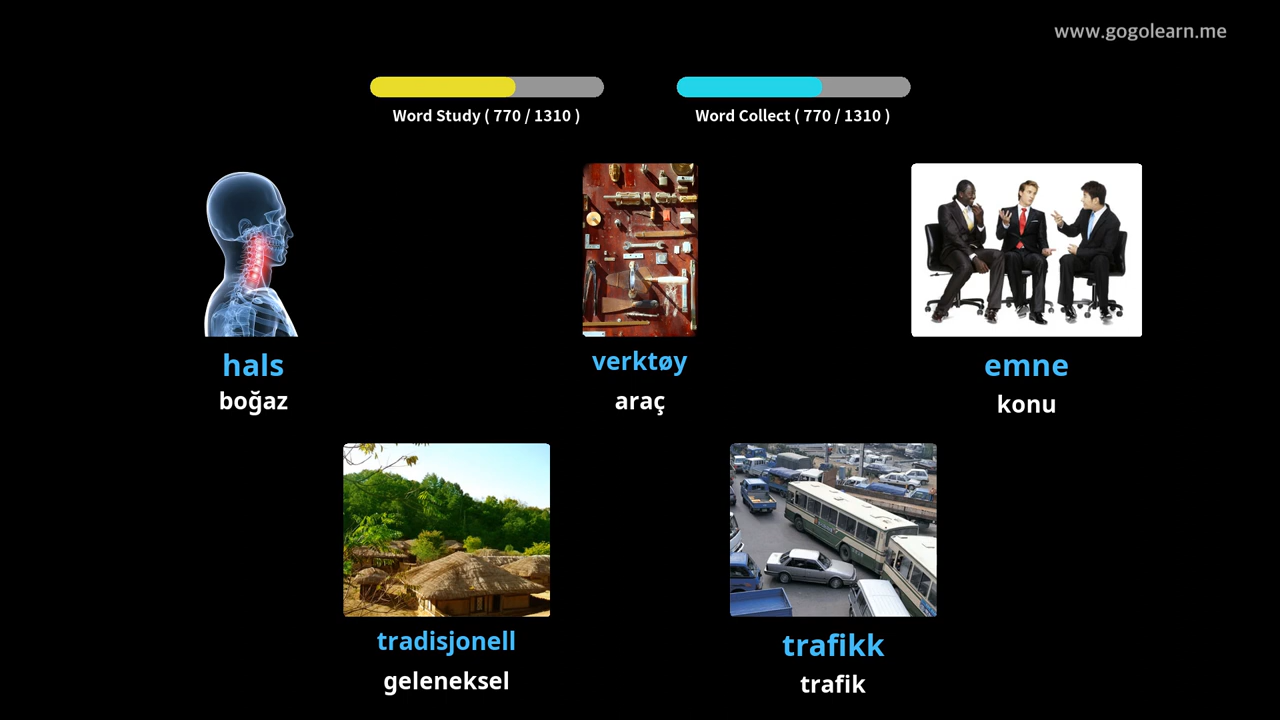 www.gogolearn.me
Word Study ( 770 / 1310 )
Word Collect ( 770 / 1310 )
hals
boğaz
verktøy
araç
emne
konu
tradisjonell
geleneksel
trafikk
trafik